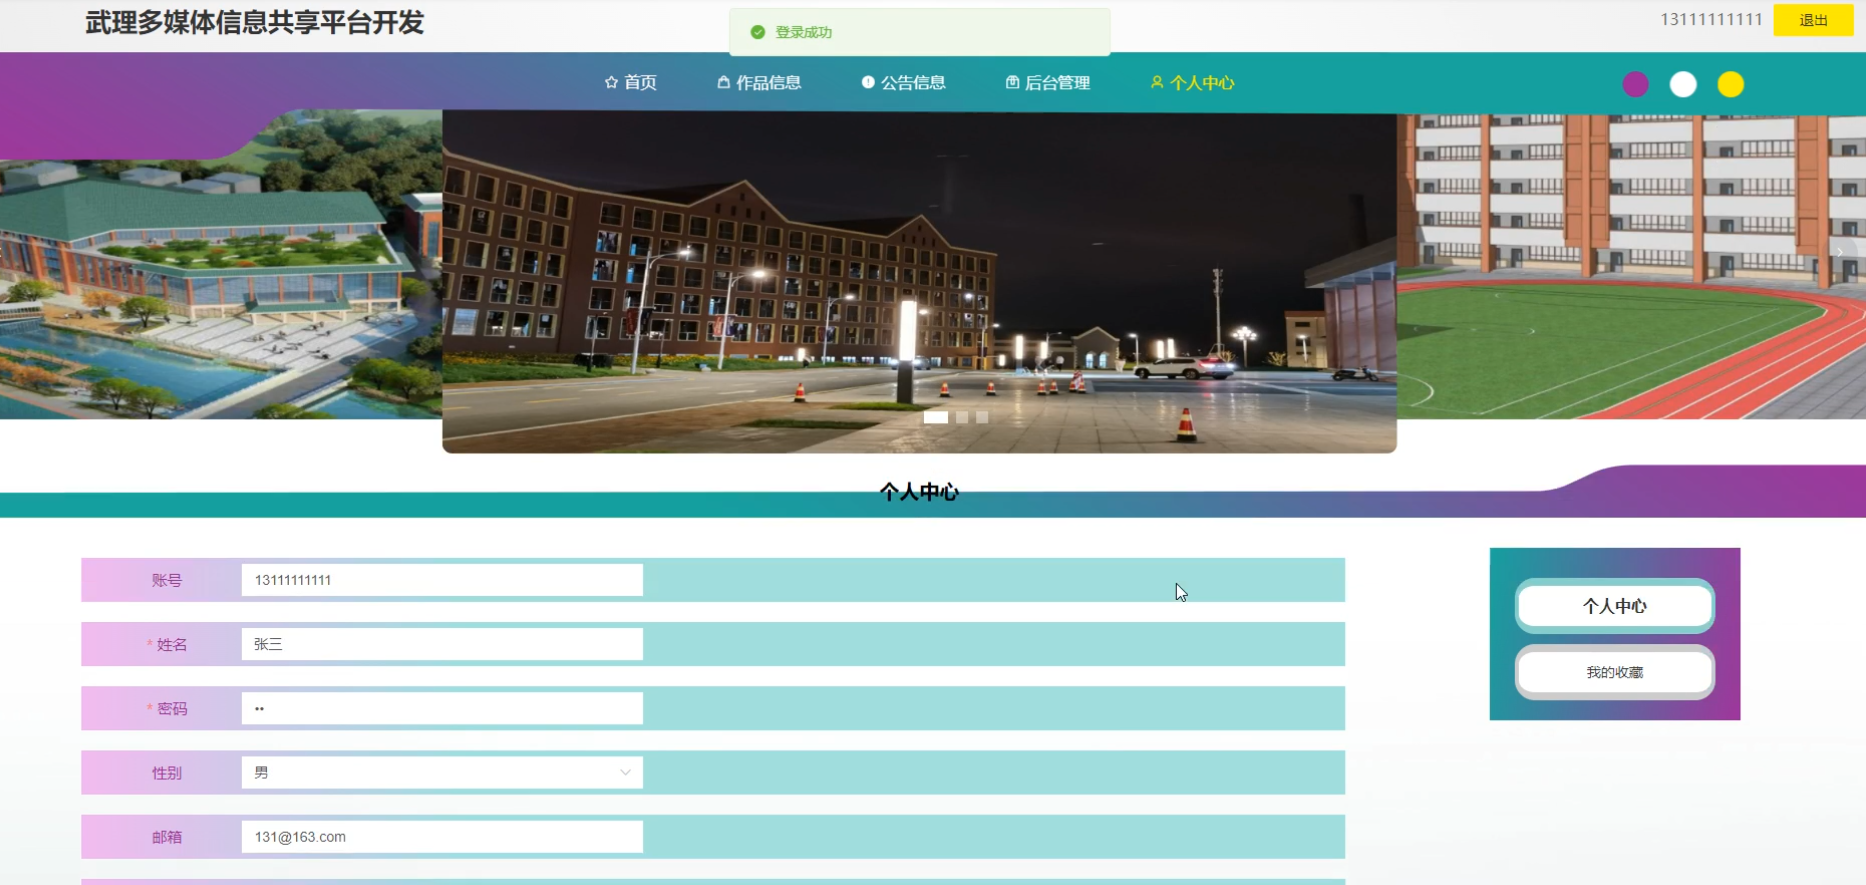 武理多媒体信息共享平台开发
登录成功
13111111111
退出
首页 作品信息 公告信息 后台管理 个人中心
个人中心
账号 13111111111
* 姓名 张三
* 密码 ••
性别 男
邮箱 131@163.com
个人中心
我的收藏